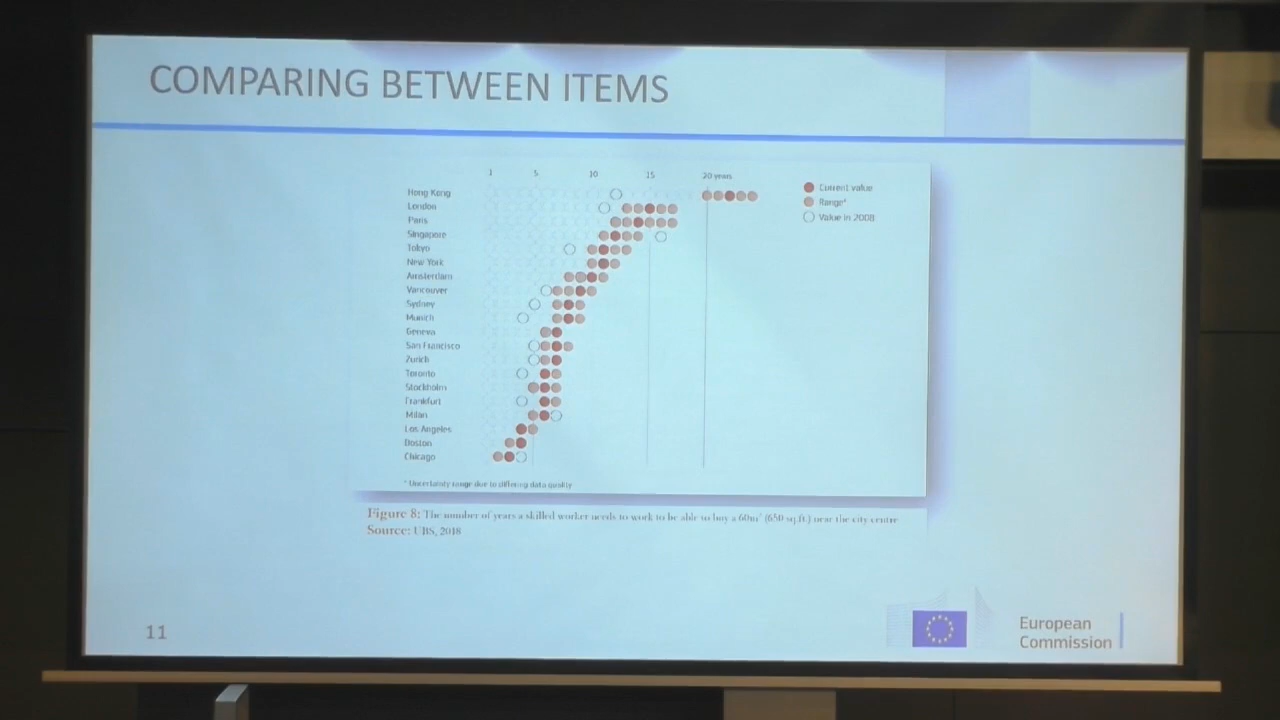 COMPARING BETWEEN ITEMS
1 5 10 15 20 years
Hong Kong
London
Paris
Singapore
Tokyo
New York
Amsterdam
Vancouver
Sydney
Munich
Geneva
San Francisco
Zurich
Toronto
Stockholm
Frankfurt
Milan
Los Angeles
Boston
Chicago
Current value
Range*
Value in 2008
* Uncertainty range due to differing data quality
Figure 8: The number of years a skilled worker needs to work to be able to buy a 60m² (650 sq.ft.) near the city centre
Source: UBS, 2018
11
European
Commission